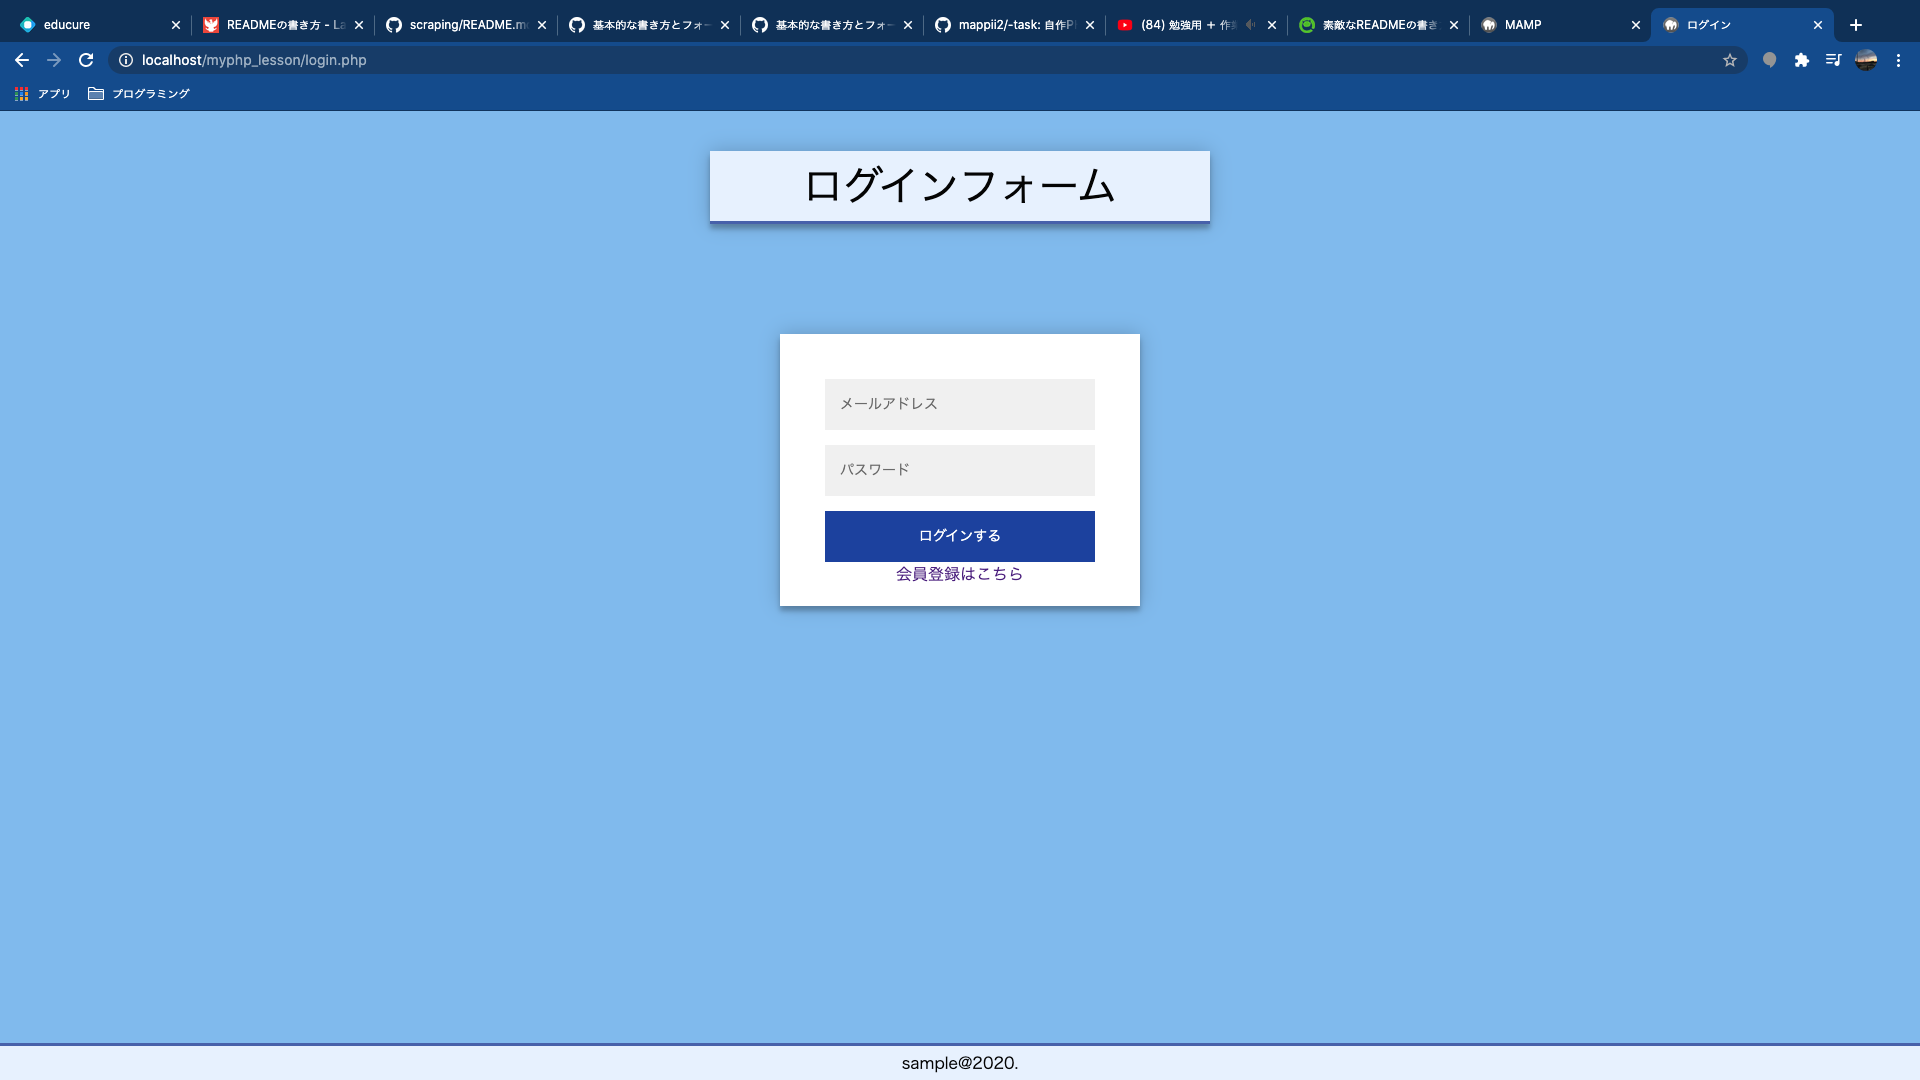 educure
READMEの書き方 - La
scraping/README.m
基本的な書き方とフォー
基本的な書き方とフォー
mappii2/-task: 自作P
(84) 勉強用 + 作
素敵なREADMEの書き
MAMP
ログイン
localhost/myphp_lesson/login.php
アプリ
プログラミング
ログインフォーム
メールアドレス
パスワード
ログインする
会員登録はこちら
sample@2020.